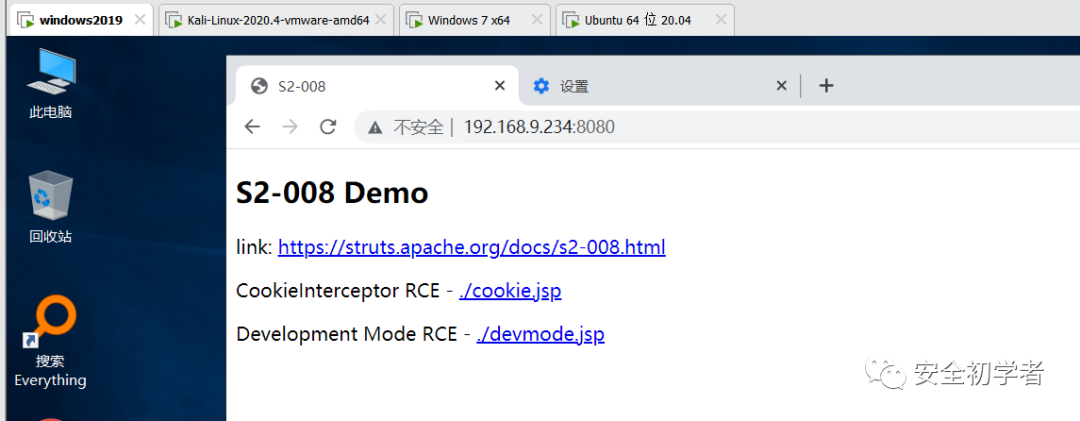 windows2019
Kali-Linux-2020.4-vmware-amd64
Windows 7 x64
Ubuntu 64 位 20.04
此电脑
回收站
搜索
Everything
S2-008
设置
不安全 | 192.168.9.234:8080
S2-008 Demo
link: https://struts.apache.org/docs/s2-008.html
CookieInterceptor RCE - ./cookie.jsp
Development Mode RCE - ./devmode.jsp
安全初学者